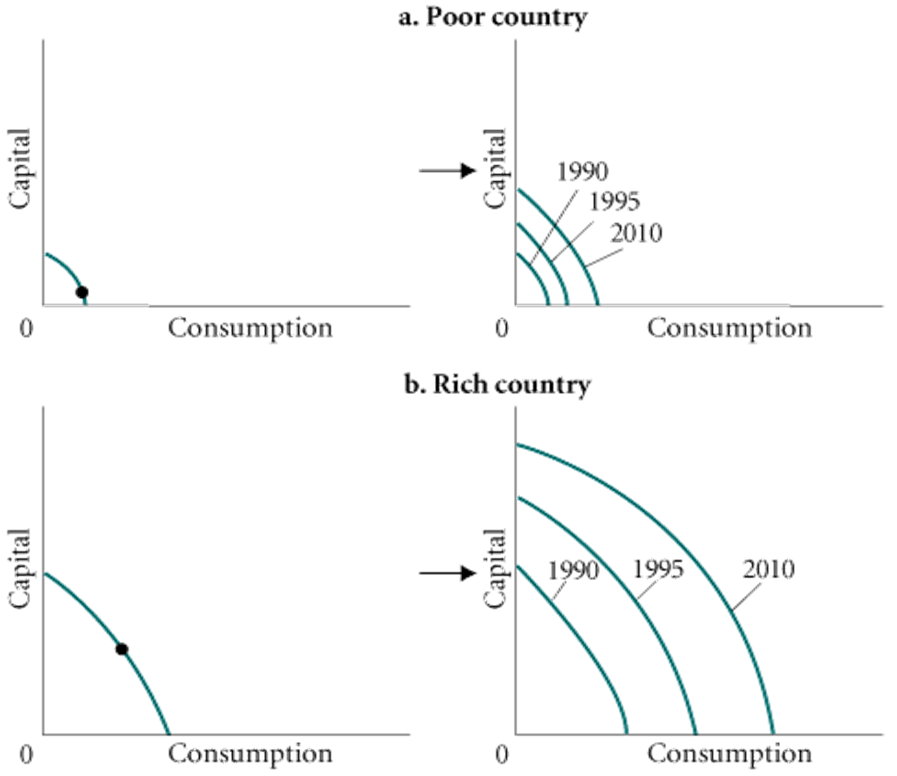 a. Poor country
Capital
0
Consumption
Capital
1990
1995
2010
0
Consumption
b. Rich country
Capital
0
Consumption
Capital
1990
1995
2010
0
Consumption